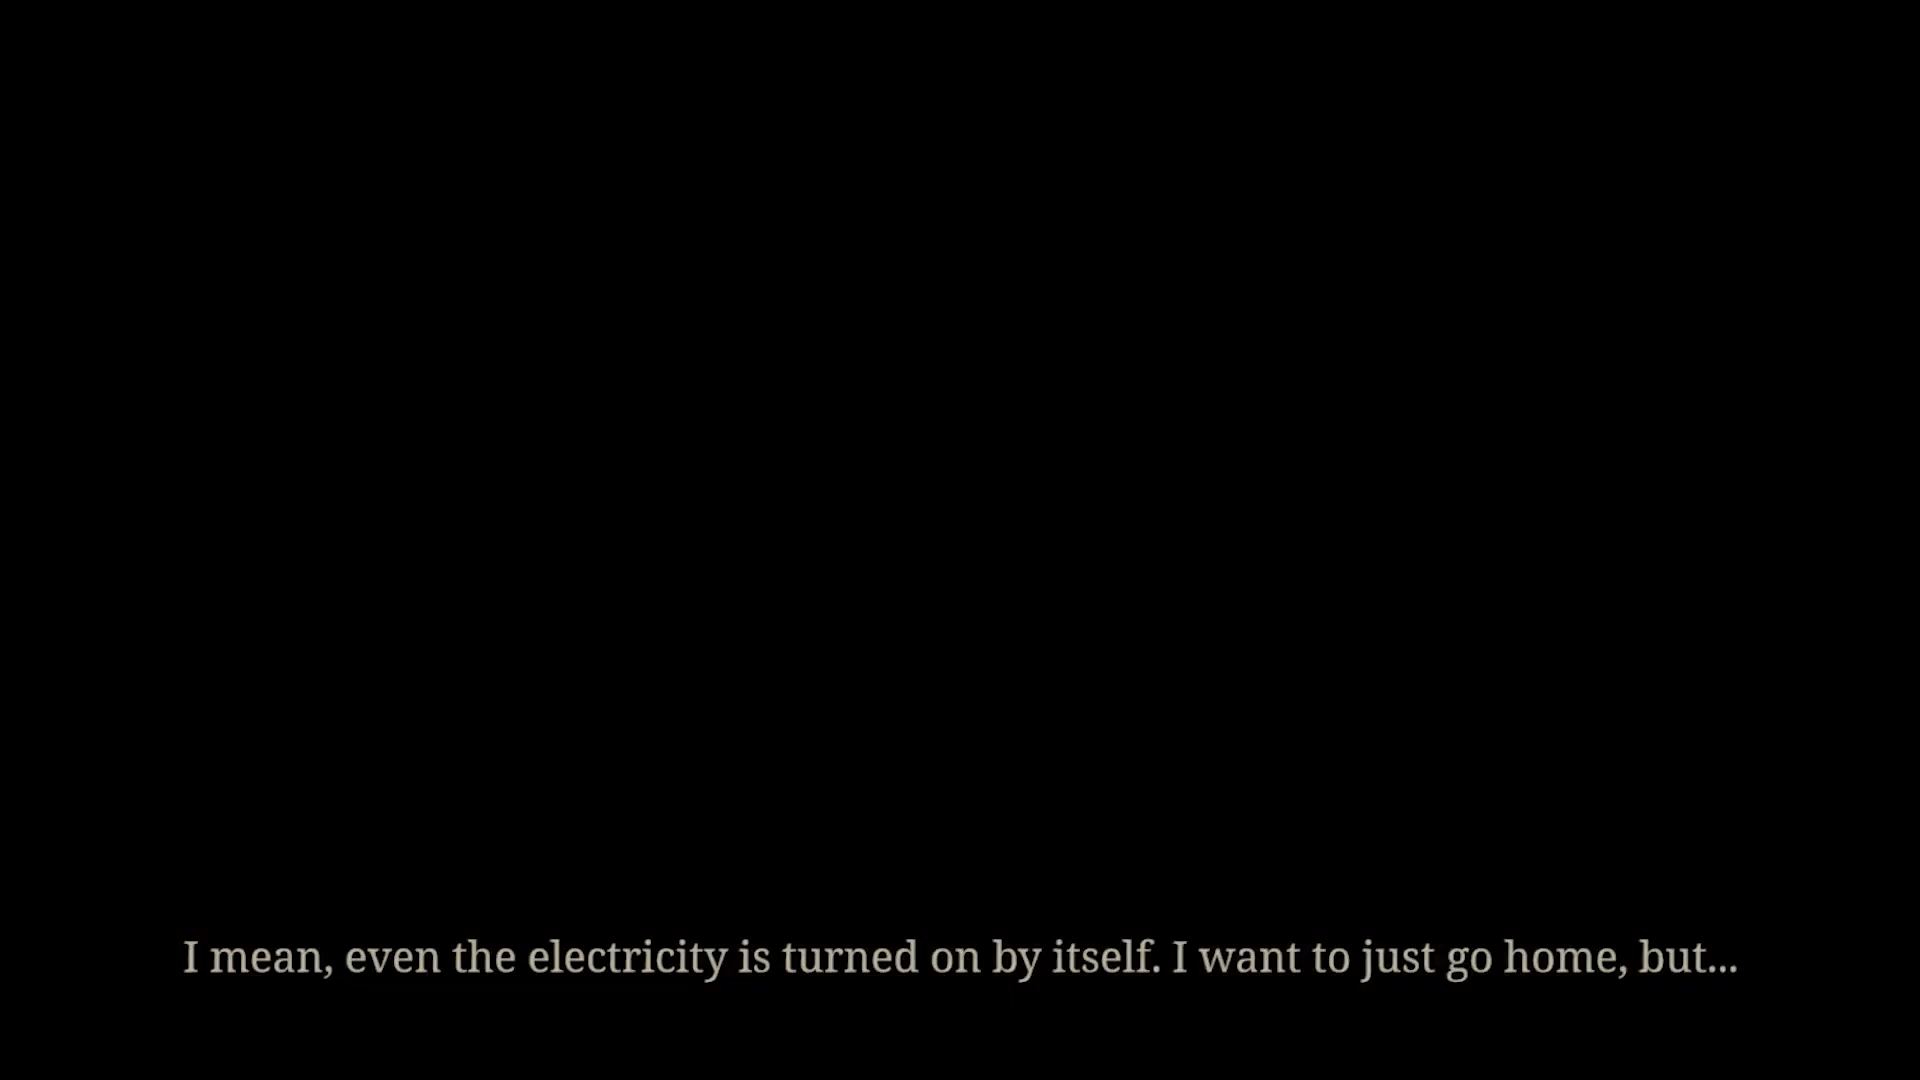 I mean, even the electricity is turned on by itself. I want to just go home, but...